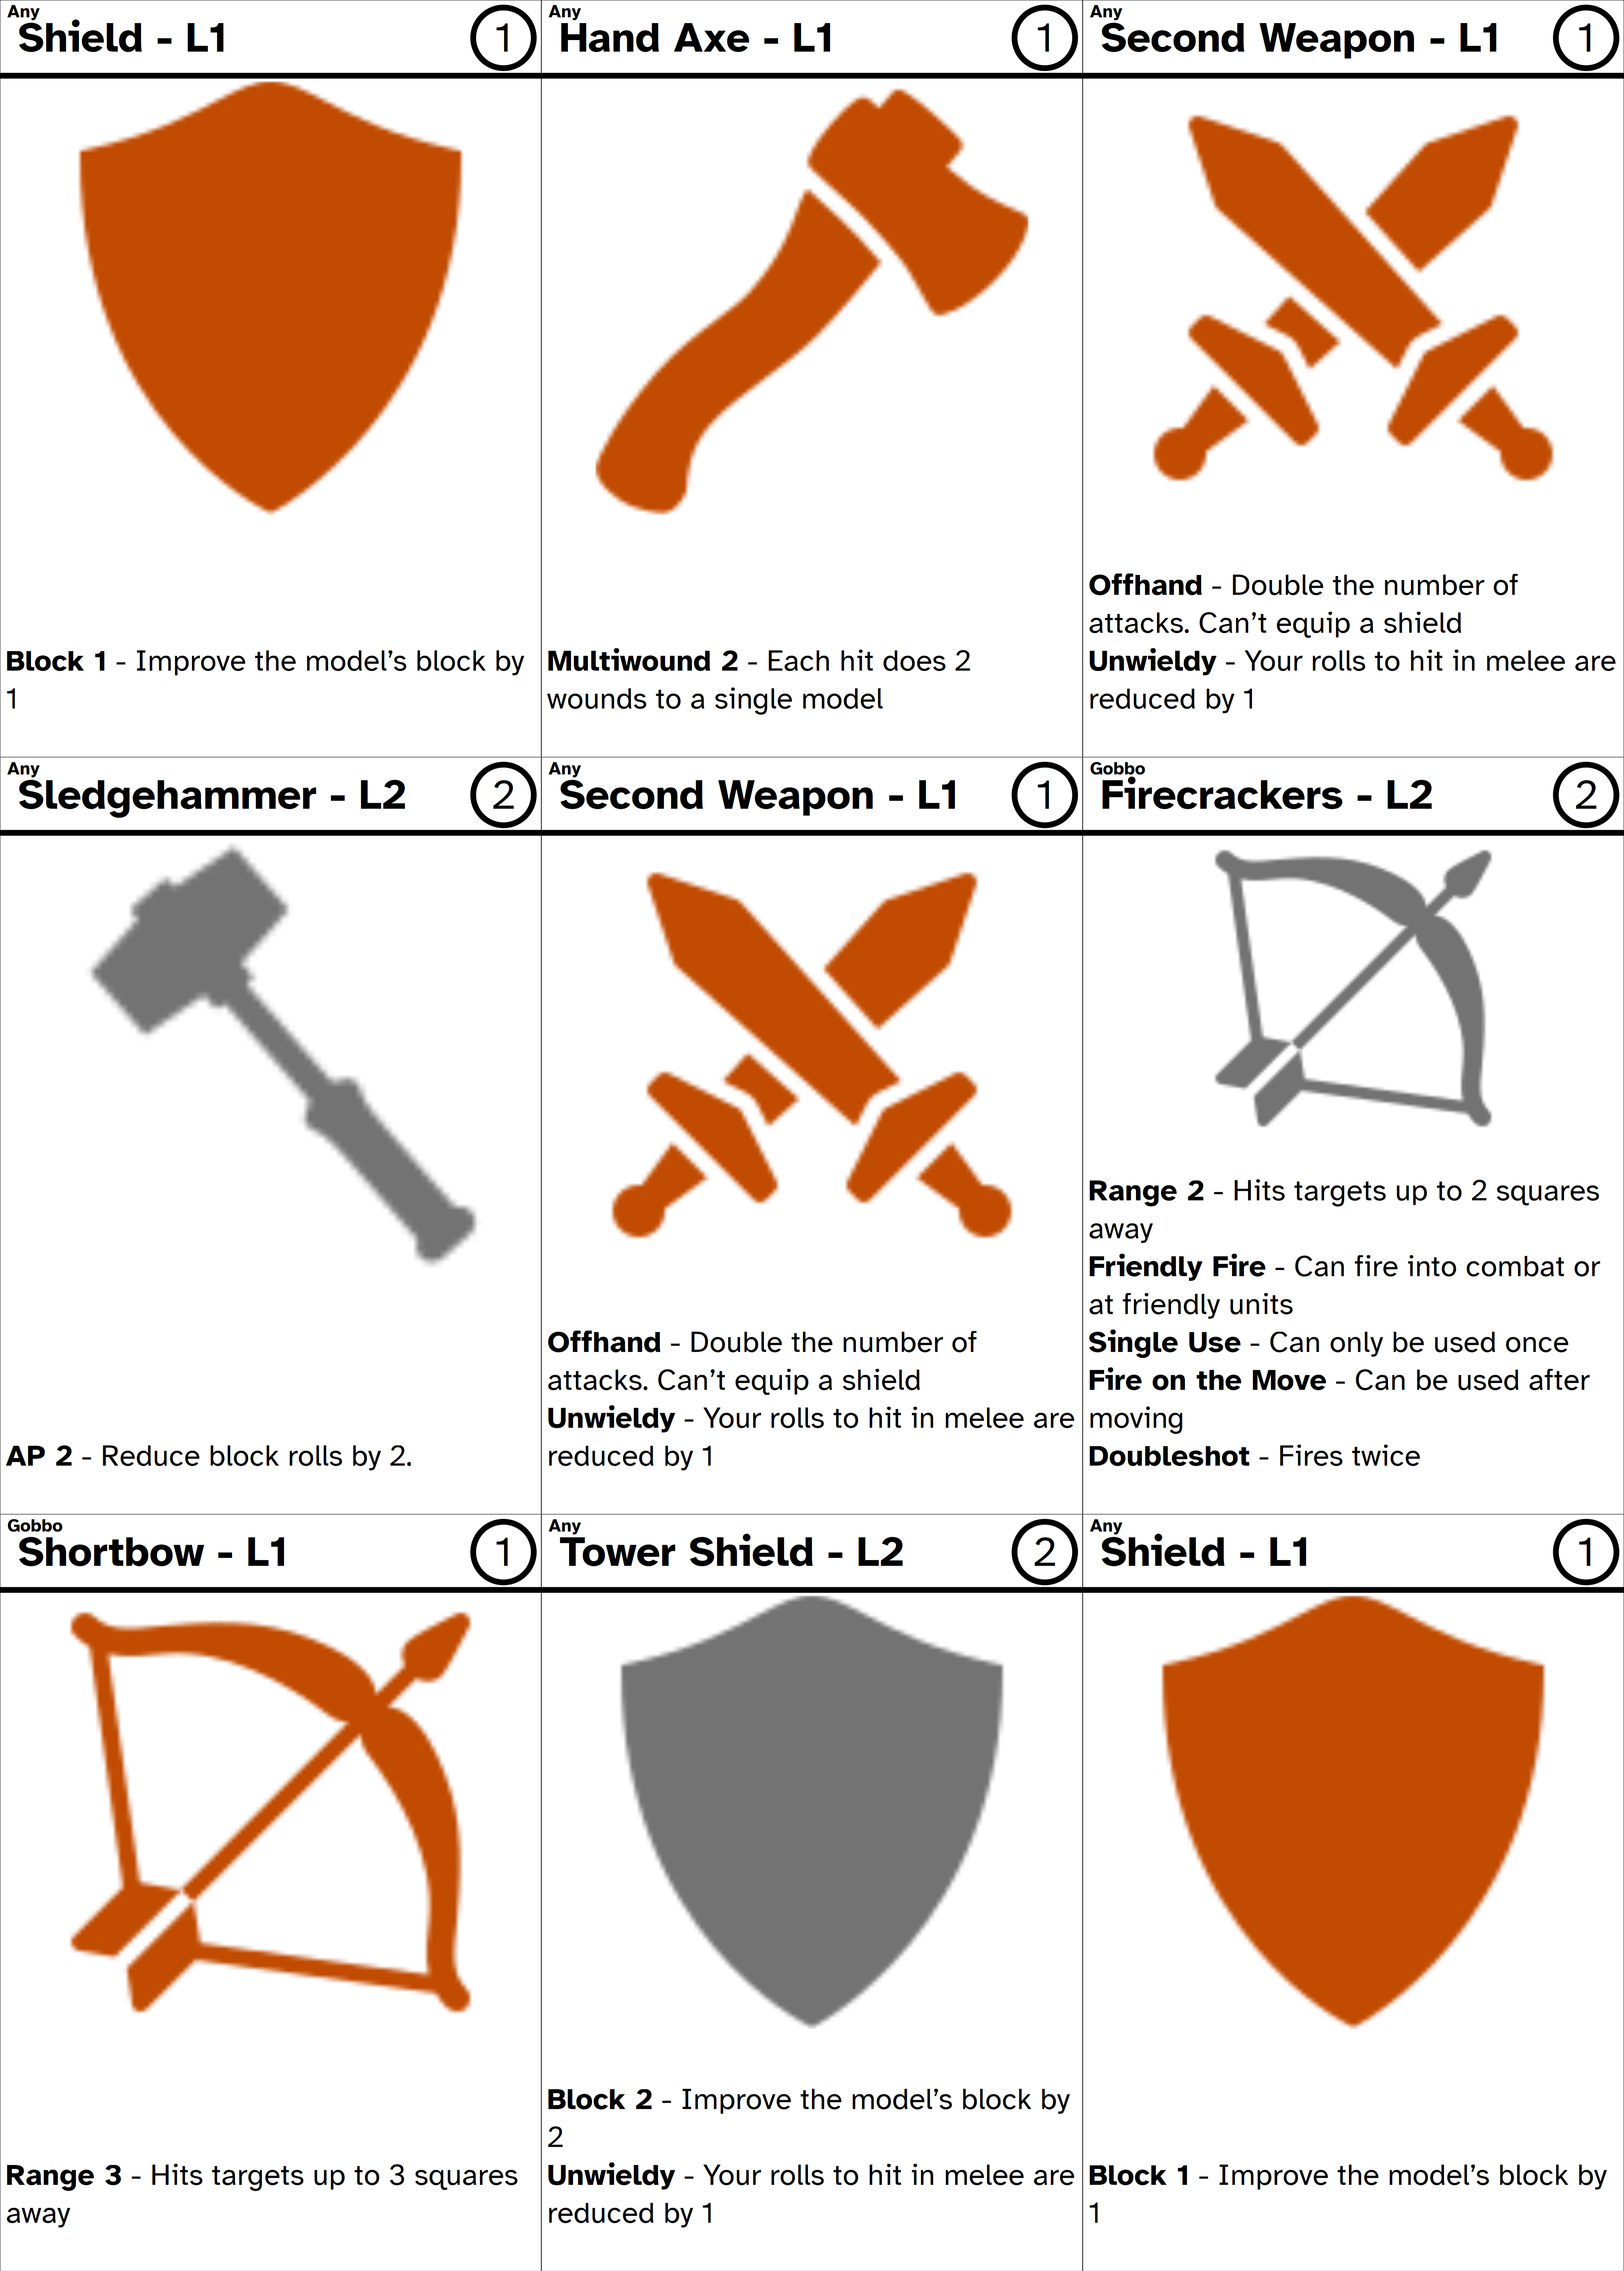 Any
Shield - L1
1
Block 1 - Improve the model’s block by
1
Any
Hand Axe - L1
1
Multiwound 2 - Each hit does 2
wounds to a single model
Any
Second Weapon - L1
1
Offhand - Double the number of
attacks. Can’t equip a shield
Unwieldy - Your rolls to hit in melee are
reduced by 1
Any
Sledgehammer - L2
2
AP 2 - Reduce block rolls by 2.
Any
Second Weapon - L1
1
Offhand - Double the number of
attacks. Can’t equip a shield
Unwieldy - Your rolls to hit in melee are
reduced by 1
Gobbo
Firecrackers - L2
2
Range 2 - Hits targets up to 2 squares
away
Friendly Fire - Can fire into combat or
at friendly units
Single Use - Can only be used once
Fire on the Move - Can be used after
moving
Doubleshot - Fires twice
Gobbo
Shortbow - L1
1
Range 3 - Hits targets up to 3 squares
away
Any
Tower Shield - L2
2
Block 2 - Improve the model’s block by
2
Unwieldy - Your rolls to hit in melee are
reduced by 1
Any
Shield - L1
1
Block 1 - Improve the model’s block by
1